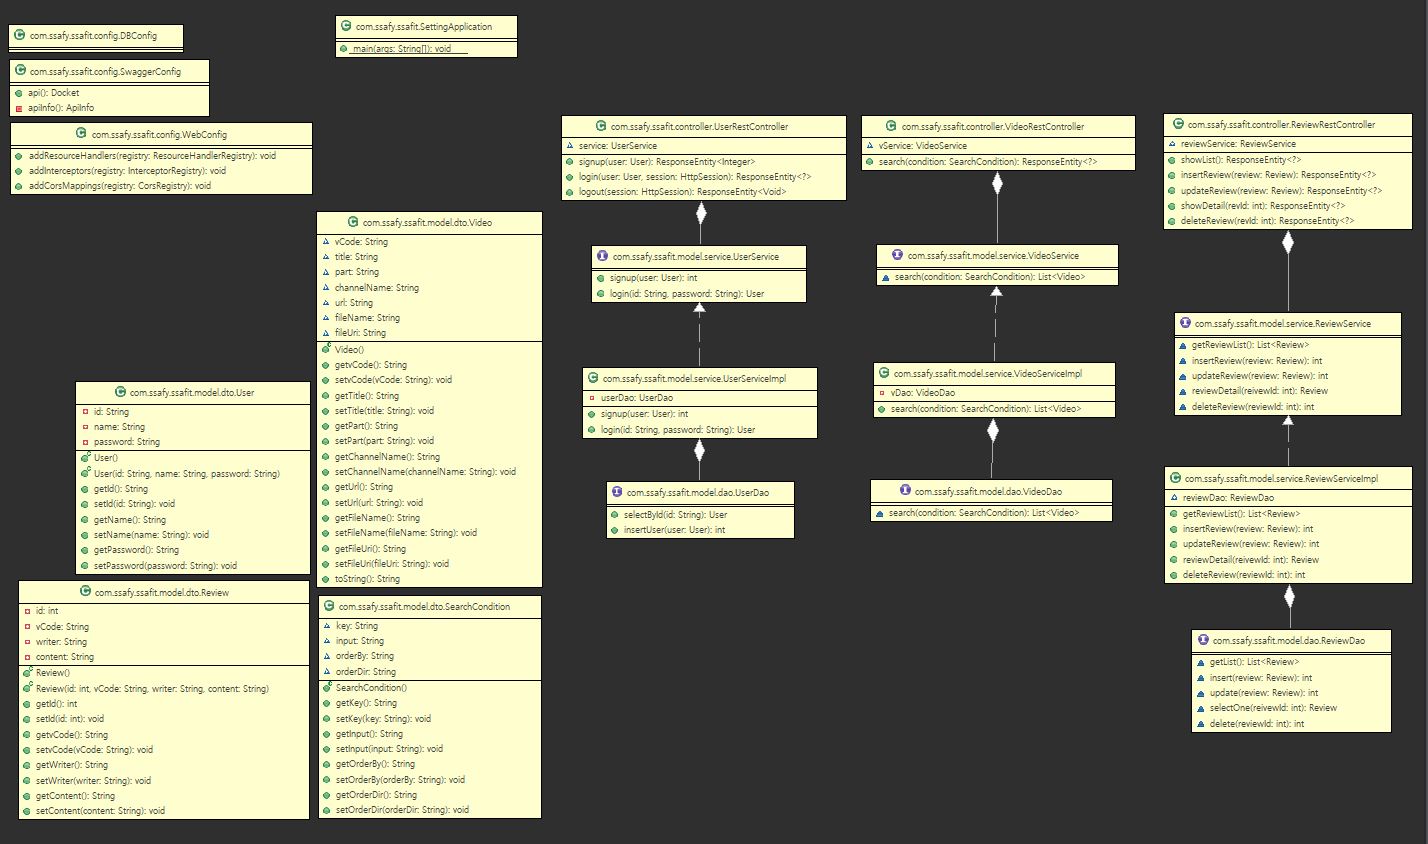 com.ssafy.ssafit.config.DBConfig
com.ssafy.ssafit.config.SwaggerConfig
api(): Docket
apiInfo(): ApiInfo
com.ssafy.ssafit.config.WebConfig
addResourceHandlers(registry: ResourceHandlerRegistry): void
addInterceptors(registry: InterceptorRegistry): void
addCorsMappings(registry: CorsRegistry): void
com.ssafy.ssafit.SettingApplication
main(args: String[]): void
com.ssafy.ssafit.model.dto.User
id: String
name: String
password: String
User()
User(id: String, name: String, password: String)
getId(): String
setId(id: String): void
getName(): String
setName(name: String): void
getPassword(): String
setPassword(password: String): void
com.ssafy.ssafit.model.dto.Review
id: int
vCode: String
writer: String
content: String
Review()
Review(id: int, vCode: String, writer: String, content: String)
getId(): int
setId(id: int): void
getvCode(): String
setvCode(vCode: String): void
getWriter(): String
setWriter(writer: String): void
getContent(): String
setContent(content: String): void
com.ssafy.ssafit.model.dto.Video
vCode: String
title: String
part: String
channelName: String
url: String
fileName: String
fileUri: String
Video()
getvCode(): String
setvCode(vCode: String): void
getTitle(): String
setTitle(title: String): void
getPart(): String
setPart(part: String): void
getChannelName(): String
setChannelName(channelName: String): void
getUrl(): String
setUrl(url: String): void
getFileName(): String
setFileName(fileName: String): void
getFileUri(): String
setFileUri(fileUri: String): void
toString(): String
com.ssafy.ssafit.model.dto.SearchCondition
key: String
input: String
orderBy: String
orderDir: String
SearchCondition()
getKey(): String
setKey(key: String): void
getInput(): String
setInput(input: String): void
getOrderBy(): String
setOrderBy(orderBy: String): void
getOrderDir(): String
setOrderDir(orderDir: String): void
com.ssafy.ssafit.controller.UserRestController
service: UserService
signup(user: User): ResponseEntity<Integer>
login(user: User, session: HttpSession): ResponseEntity<?>
logout(session: HttpSession): ResponseEntity<Void>
com.ssafy.ssafit.model.service.UserService
signup(user: User): int
login(id: String, password: String): User
com.ssafy.ssafit.model.service.UserServiceImpl
userDao: UserDao
signup(user: User): int
login(id: String, password: String): User
com.ssafy.ssafit.model.dao.UserDao
selectById(id: String): User
insertUser(user: User): int
com.ssafy.ssafit.controller.VideoRestController
vService: VideoService
search(condition: SearchCondition): ResponseEntity<?>
com.ssafy.ssafit.model.service.VideoService
search(condition: SearchCondition): List<Video>
com.ssafy.ssafit.model.service.VideoServiceImpl
vDao: VideoDao
search(condition: SearchCondition): List<Video>
com.ssafy.ssafit.model.dao.VideoDao
search(condition: SearchCondition): List<Video>
com.ssafy.ssafit.controller.ReviewRestController
reviewService: ReviewService
showList(): ResponseEntity<?>
insertReview(review: Review): ResponseEntity<?>
updateReview(review: Review): ResponseEntity<?>
showDetail(revId: int): ResponseEntity<?>
deleteReview(revId: int): ResponseEntity<?>
com.ssafy.ssafit.model.service.ReviewService
getReviewList(): List<Review>
insertReview(review: Review): int
updateReview(review: Review): int
reviewDetail(reivewId: int): Review
deleteReview(reviewId: int): int
com.ssafy.ssafit.model.service.ReviewServiceImpl
reviewDao: ReviewDao
getReviewList(): List<Review>
insertReview(review: Review): int
updateReview(review: Review): int
reviewDetail(reivewId: int): Review
deleteReview(reviewId: int): int
com.ssafy.ssafit.model.dao.ReviewDao
getList(): List<Review>
insert(review: Review): int
update(review: Review): int
selectOne(reivewId: int): Review
delete(reviewId: int): int